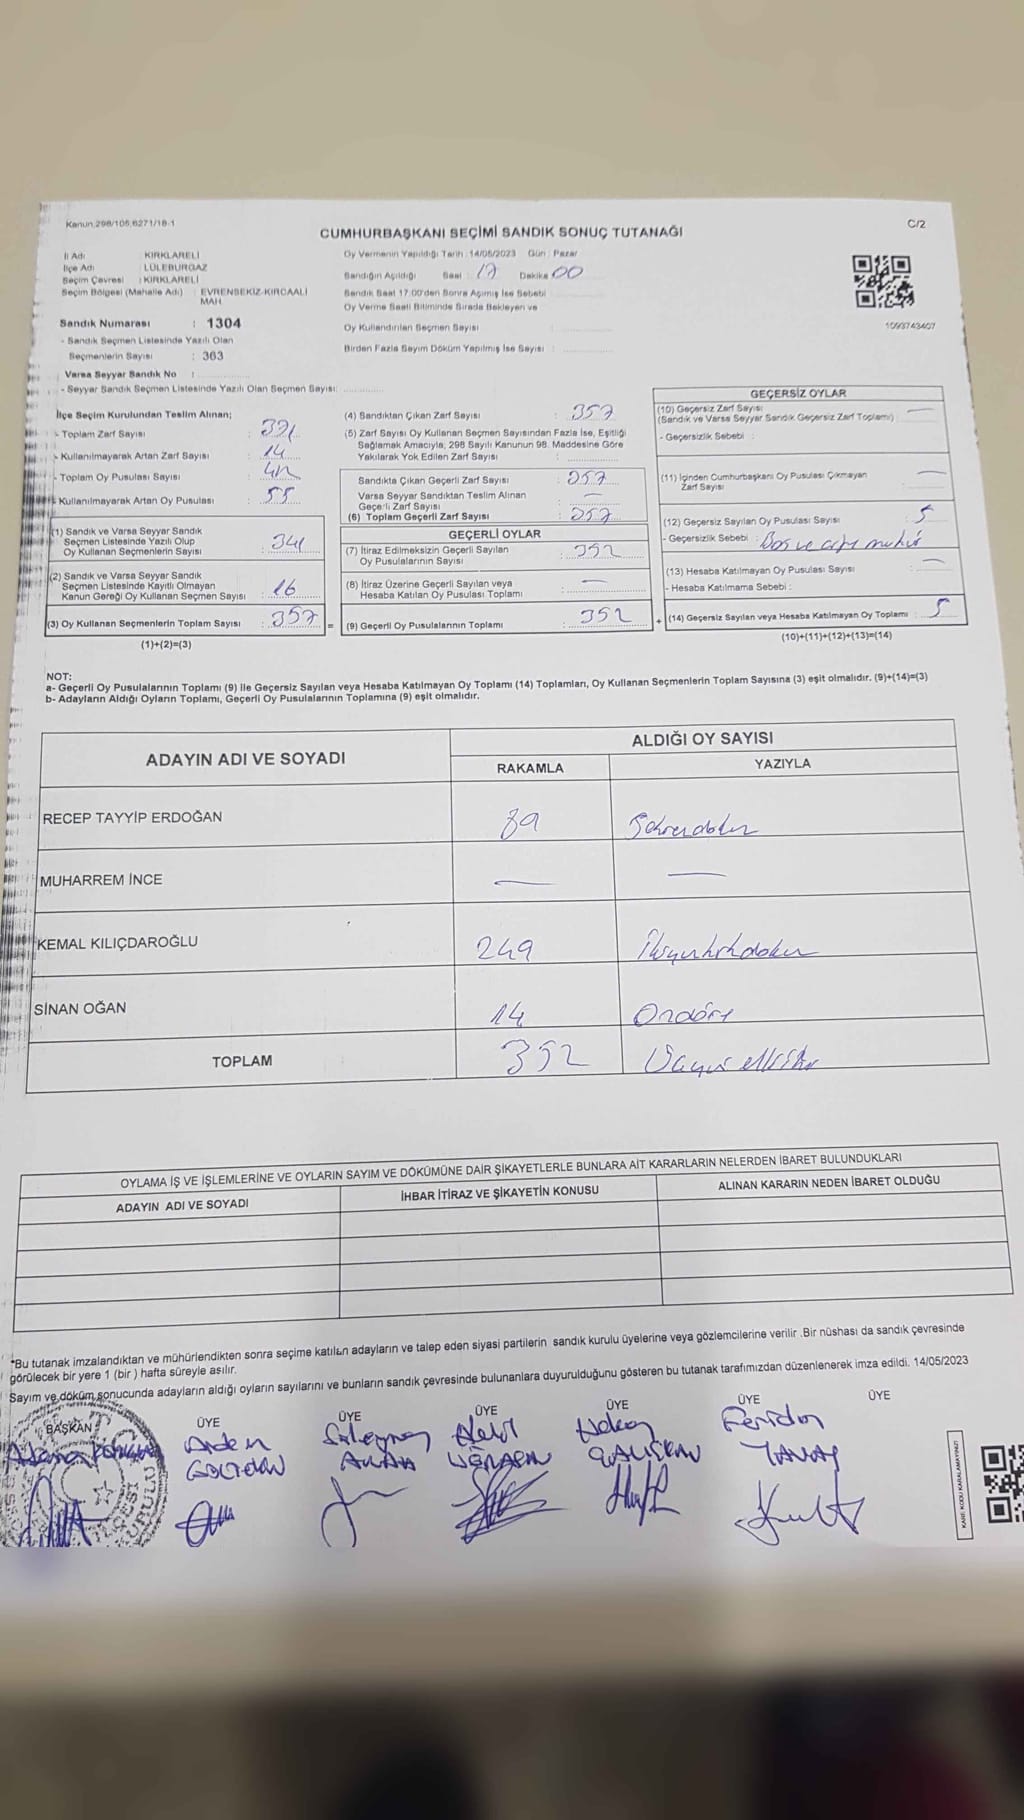 Kanun:298/105,6271/18-1
C/2
CUMHURBAŞKANI SEÇİMİ SANDIK SONUÇ TUTANAĞI
İl Adı : KIRKLARELİ
İlçe Adı : LÜLEBURGAZ
Seçim Çevresi : KIRKLARELİ
Seçim Bölgesi (Mahalle Adı) : EVRENSEKİZ-KIRCAALİ
MAH.
Sandık Numarası : 1304
- Sandık Seçmen Listesinde Yazılı Olan
Seçmenlerin Sayısı : 363
Varsa Seyyar Sandık No :
- Seyyar Sandık Seçmen Listesinde Yazılı Olan Seçmen Sayısı:
Oy Vermenin Yapıldığı Tarih :14/05/2023 Gün : Pazar
Sandığın Açıldığı Saat : 17 Dakika 00
Sandık Saat 17:00'den Sonra Açımış İse Sebebi
Oy Verme Saati Bitiminde Sırada Bekleyen ve
Oy Kullandırılan Seçmen Sayısı :
Birden Fazla Sayım Döküm Yapılmış İse Sayısı :
1093743407
İlçe Seçim Kurulundan Teslim Alınan;
- Toplam Zarf Sayısı :
- Kullanılmayarak Artan Zarf Sayısı : 14
- Toplam Oy Pusulası Sayısı :
- Kullanılmayarak Artan Oy Pusulası : 55
(1) Sandık ve Varsa Seyyar Sandık
Seçmen Listesinde Yazılı Olup
Oy Kullanan Seçmenlerin Sayısı : 341
(2) Sandık ve Varsa Seyyar Sandık
Seçmen Listesinde Kayıtlı Olmayan
Kanun Gereği Oy Kullanan Seçmen Sayısı : 16
(3) Oy Kullanan Seçmenlerin Toplam Sayısı : 357 =
(1)+(2)=(3)
(4) Sandıktan Çıkan Zarf Sayısı : 357
(5) Zarf Sayısı Oy Kullanan Seçmen Sayısından Fazla İse, Eşitliği
Sağlamak Amacıyla, 298 Sayılı Kanunun 98. Maddesine Göre
Yakılarak Yok Edilen Zarf Sayısı :
Sandıkta Çıkan Geçerli Zarf Sayısı : 357
Varsa Seyyar Sandıktan Teslim Alınan
Geçerli Zarf Sayısı : —
(6) Toplam Geçerli Zarf Sayısı : 357
GEÇERLİ OYLAR
(7) İtiraz Edilmeksizin Geçerli Sayılan
Oy Pusulasının Sayısı : 352
(8) İtiraz Üzerine Geçerli Sayılan veya
Hesaba Katılan Oy Pusulası Toplamı : —
(9) Geçerli Oy Pusulalarının Toplamı : 352 +
GEÇERSİZ OYLAR
(10) Geçersiz Zarf Sayısı
(Sandık ve Varsa Seyyar Sandık Geçersiz Zarf Toplamı) : —
- Geçersizlik Sebebi :
(11) İçinden Cumhurbaşkanı Oy Pusulası Çıkmayan
Zarf Sayısı : —
(12) Geçersiz Sayılan Oy Pusulası Sayısı : 5
- Geçersizlik Sebebi : Boş ve çift mühür
(13) Hesaba Katılmayan Oy Pusulası Sayısı : —
- Hesaba Katılmama Sebebi :
(14) Geçersiz Sayılan veya Hesaba Katılmayan Oy Toplamı : 5
(10)+(11)+(12)+(13)=(14)
NOT:
a- Geçerli Oy Pusulalarının Toplamı (9) ile Geçersiz Sayılan veya Hesaba Katılmayan Oy Toplamı (14) Toplamları, Oy Kullanan Seçmenlerin Toplam Sayısına (3) eşit olmalıdır. (9)+(14)=(3)
b- Adayların Aldığı Oyların Toplamı, Geçerli Oy Pusulalarının Toplamına (9) eşit olmalıdır.
ADAYIN ADI VE SOYADI
ALDIĞI OY SAYISI
RAKAMLA YAZIYLA
RECEP TAYYİP ERDOĞAN 89 Seksendokuz
MUHARREM İNCE — —
KEMAL KILIÇDAROĞLU 249 İkiyüzkırkdokuz
SİNAN OĞAN 14 Ondört
TOPLAM 352 Üçyüz elliiki
OYLAMA İŞ VE İŞLEMLERİNE VE OYLARIN SAYIM VE DÖKÜMÜNE DAİR ŞİKAYETLERLE BUNLARA AİT KARARLARIN NELERDEN İBARET BULUNDUKLARI
ADAYIN ADI VE SOYADI İHBAR İTİRAZ VE ŞİKAYETİN KONUSU ALINAN KARARIN NEDEN İBARET OLDUĞU
*Bu tutanak imzalandıktan ve mühürlendikten sonra seçime katılan adayların ve talep eden siyasi partilerin sandık kurulu üyelerine veya gözlemcilerine verilir .Bir nüshası da sandık çevresinde
görülecek bir yere 1 (bir ) hafta süreyle asılır.
Sayım ve döküm sonucunda adayların aldığı oyların sayılarını ve bunların sandık çevresinde bulunanlara duyurulduğunu gösteren bu tutanak tarafımızdan düzenlenerek imza edildi. 14/05/2023
BAŞKAN ÜYE ÜYE ÜYE ÜYE ÜYE ÜYE
Süleyman
ÇALIŞKAN
KARE KODU KARALAMAYINIZ!